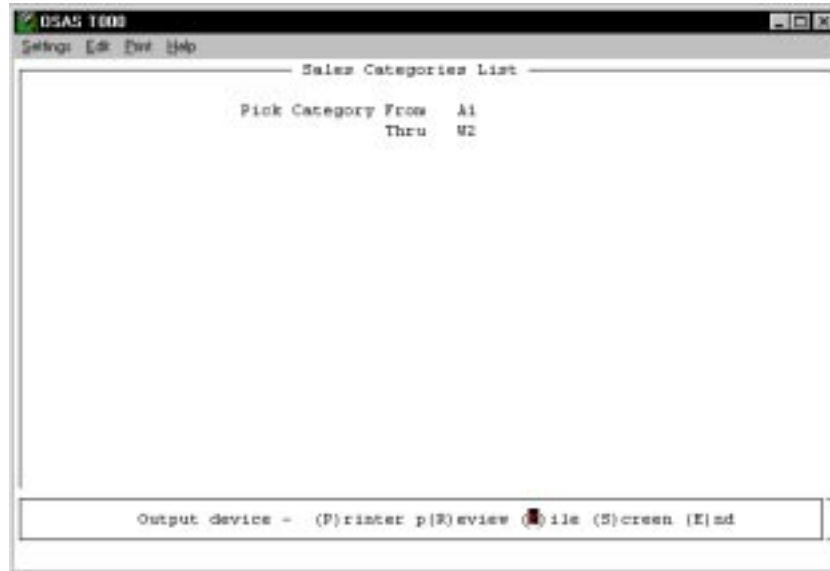 OSAS T000
Settings Edit Print Help
Sales Categories List
Pick Category From A1
Thru W2
Output device - (P)rinter p(R)eview ( )ile (S)creen (E)nd